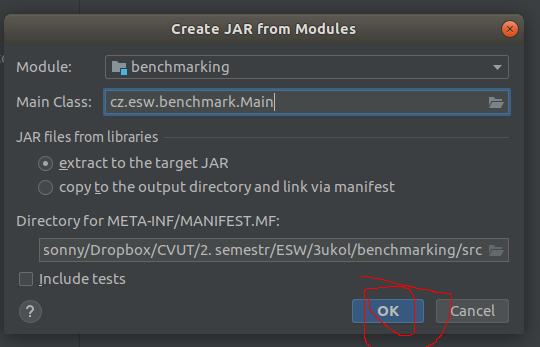 Create JAR from Modules
Module: benchmarking
Main Class: cz.esw.benchmark.Main
JAR files from libraries
extract to the target JAR
copy to the output directory and link via manifest
Directory for META-INF/MANIFEST.MF:
sonny/Dropbox/CVUT/2. semestr/ESW/3ukol/benchmarking/src
Include tests
? OK Cancel